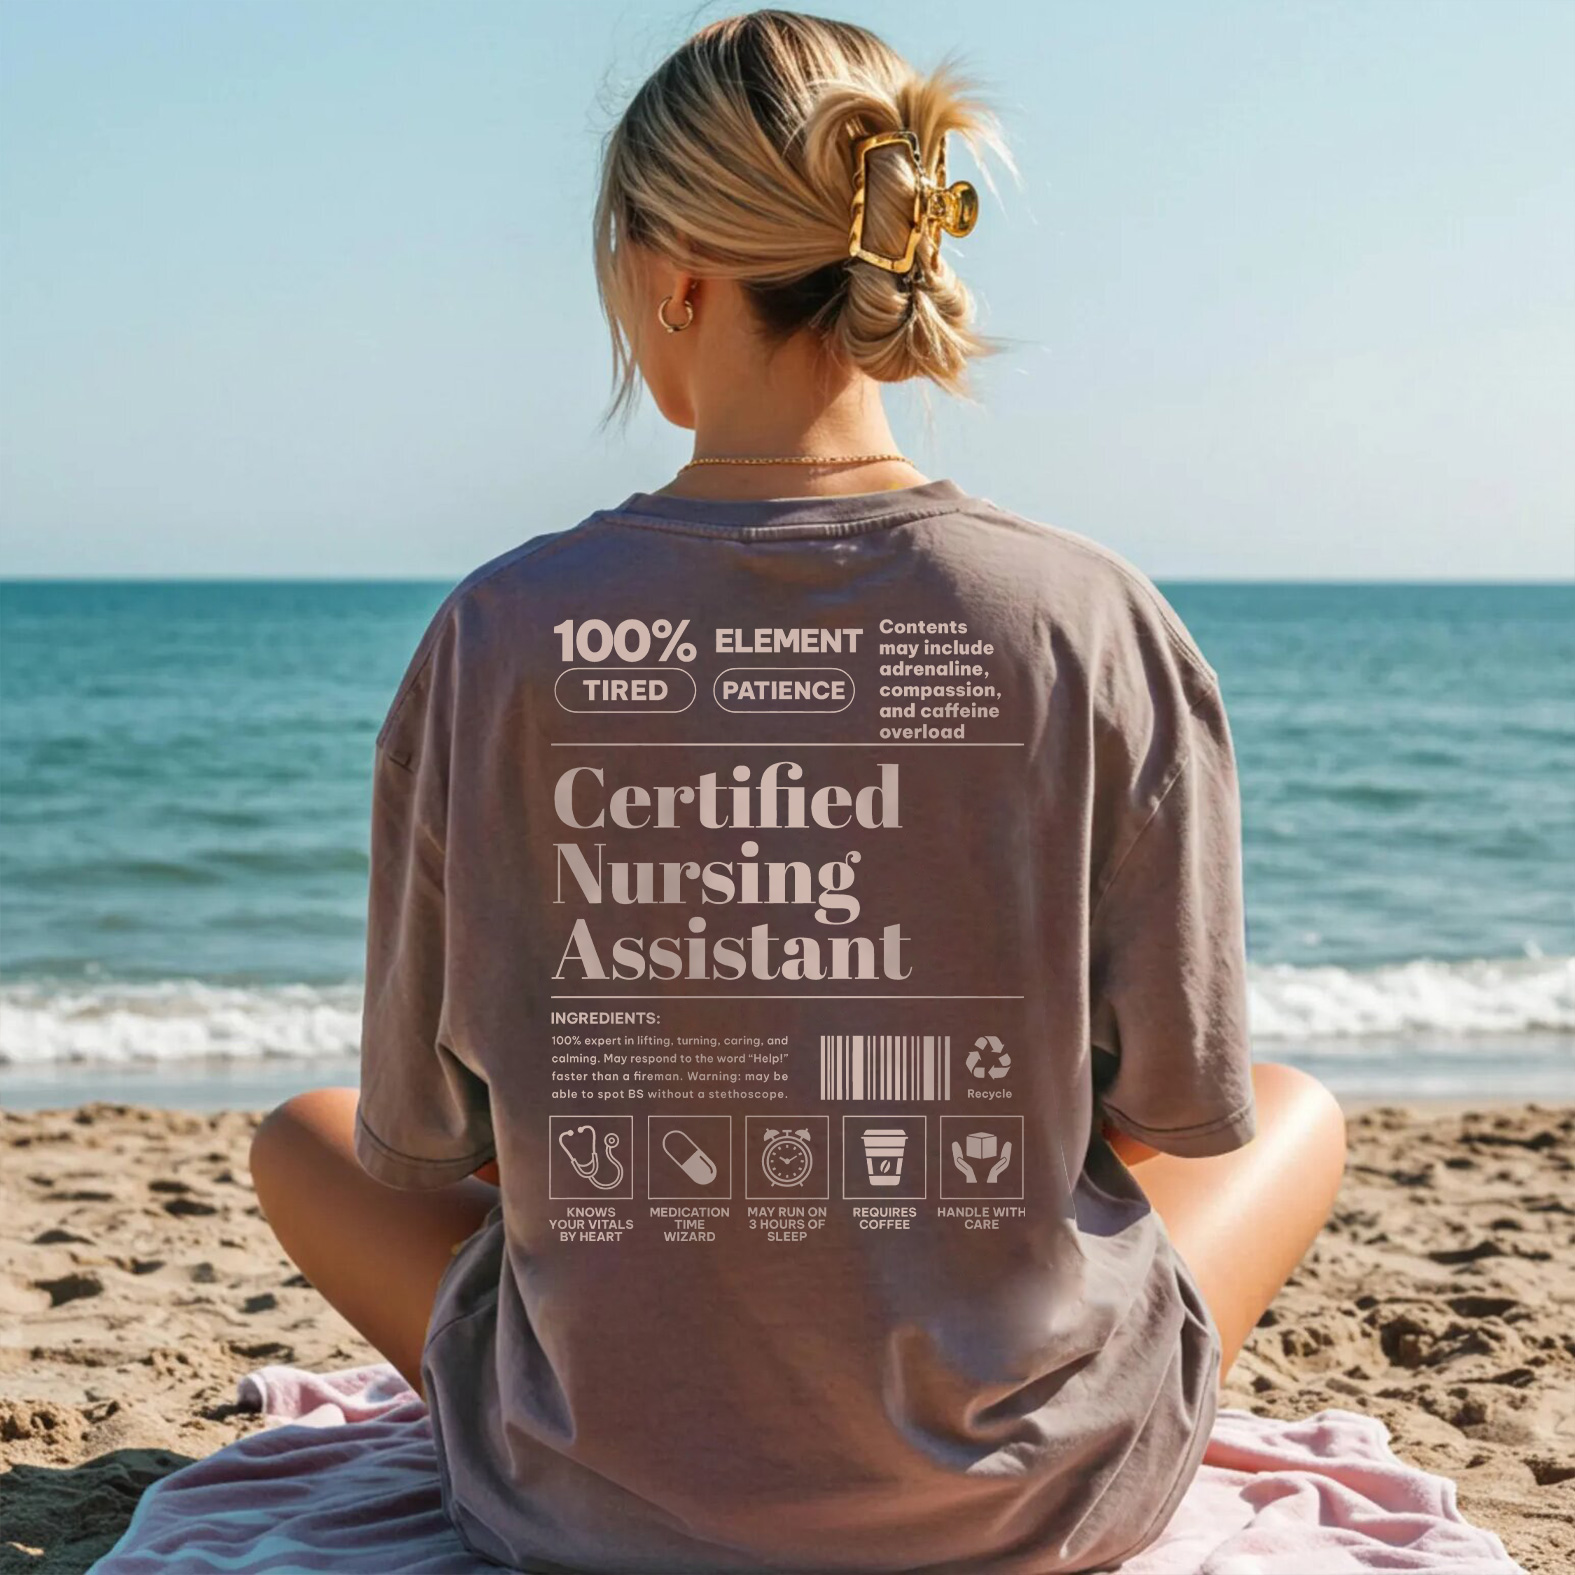 100%
TIRED
ELEMENT
PATIENCE
Contents
may include
adrenaline,
compassion,
and caffeine
overload
Certified
Nursing
Assistant
INGREDIENTS:
100% expert in lifting, turning, caring, and
calming. May respond to the word “Help!”
faster than a fireman. Warning: may be
able to spot BS without a stethoscope.
Recycle
KNOWS
YOUR VITALS
BY HEART
MEDICATION
TIME
WIZARD
MAY RUN ON
3 HOURS OF
SLEEP
REQUIRES
COFFEE
HANDLE WITH
CARE